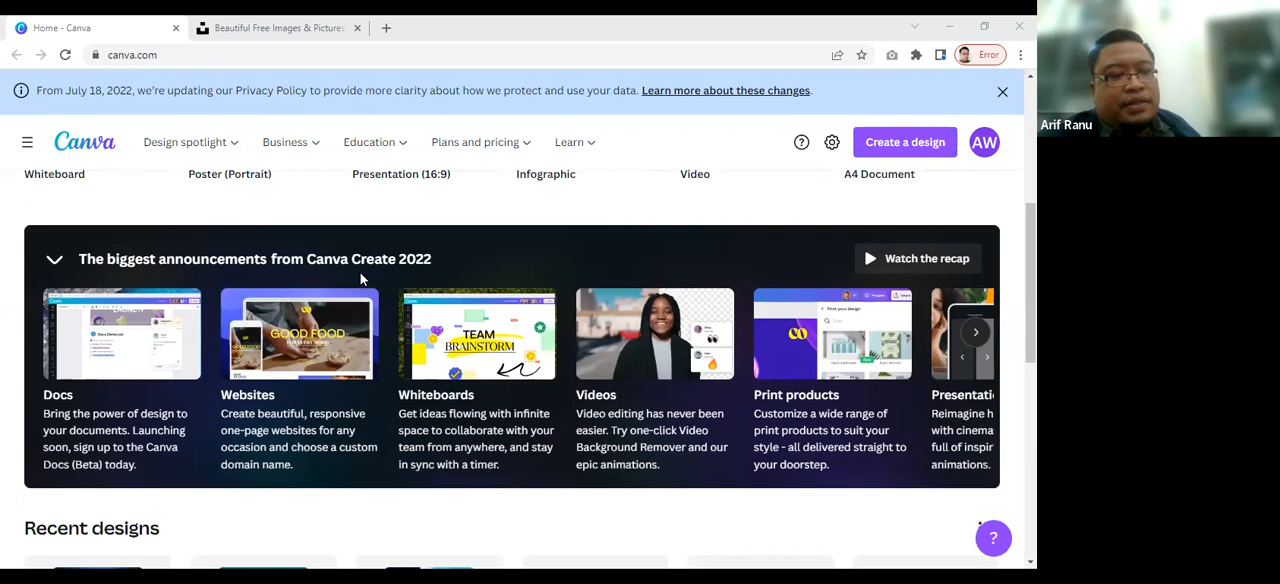 Home - Canva
Beautiful Free Images & Pictures
canva.com
Error
From July 18, 2022, we're updating our Privacy Policy to provide more clarity about how we protect and use your data. Learn more about these changes.
Canva
Design spotlight
Business
Education
Plans and pricing
Learn
Create a design
AW
Arif Ranu
Whiteboard
Poster (Portrait)
Presentation (16:9)
Infographic
Video
A4 Document
The biggest announcements from Canva Create 2022
Watch the recap
GOOD FOOD
FOR EVERY MOOD
TEAM
BRAINSTORM
Print your design
Docs
Bring the power of design to
your documents. Launching
soon, sign up to the Canva
Docs (Beta) today.
Websites
Create beautiful, responsive
one-page websites for any
occasion and choose a custom
domain name.
Whiteboards
Get ideas flowing with infinite
space to collaborate with your
team from anywhere, and stay
in sync with a timer.
Videos
Video editing has never been
easier. Try one-click Video
Background Remover and our
epic animations.
Print products
Customize a wide range of
print products to suit your
style - all delivered straight to
your doorstep.
Presentati
Reimagine h
with cinema
full of inspir
animations.
Recent designs
?